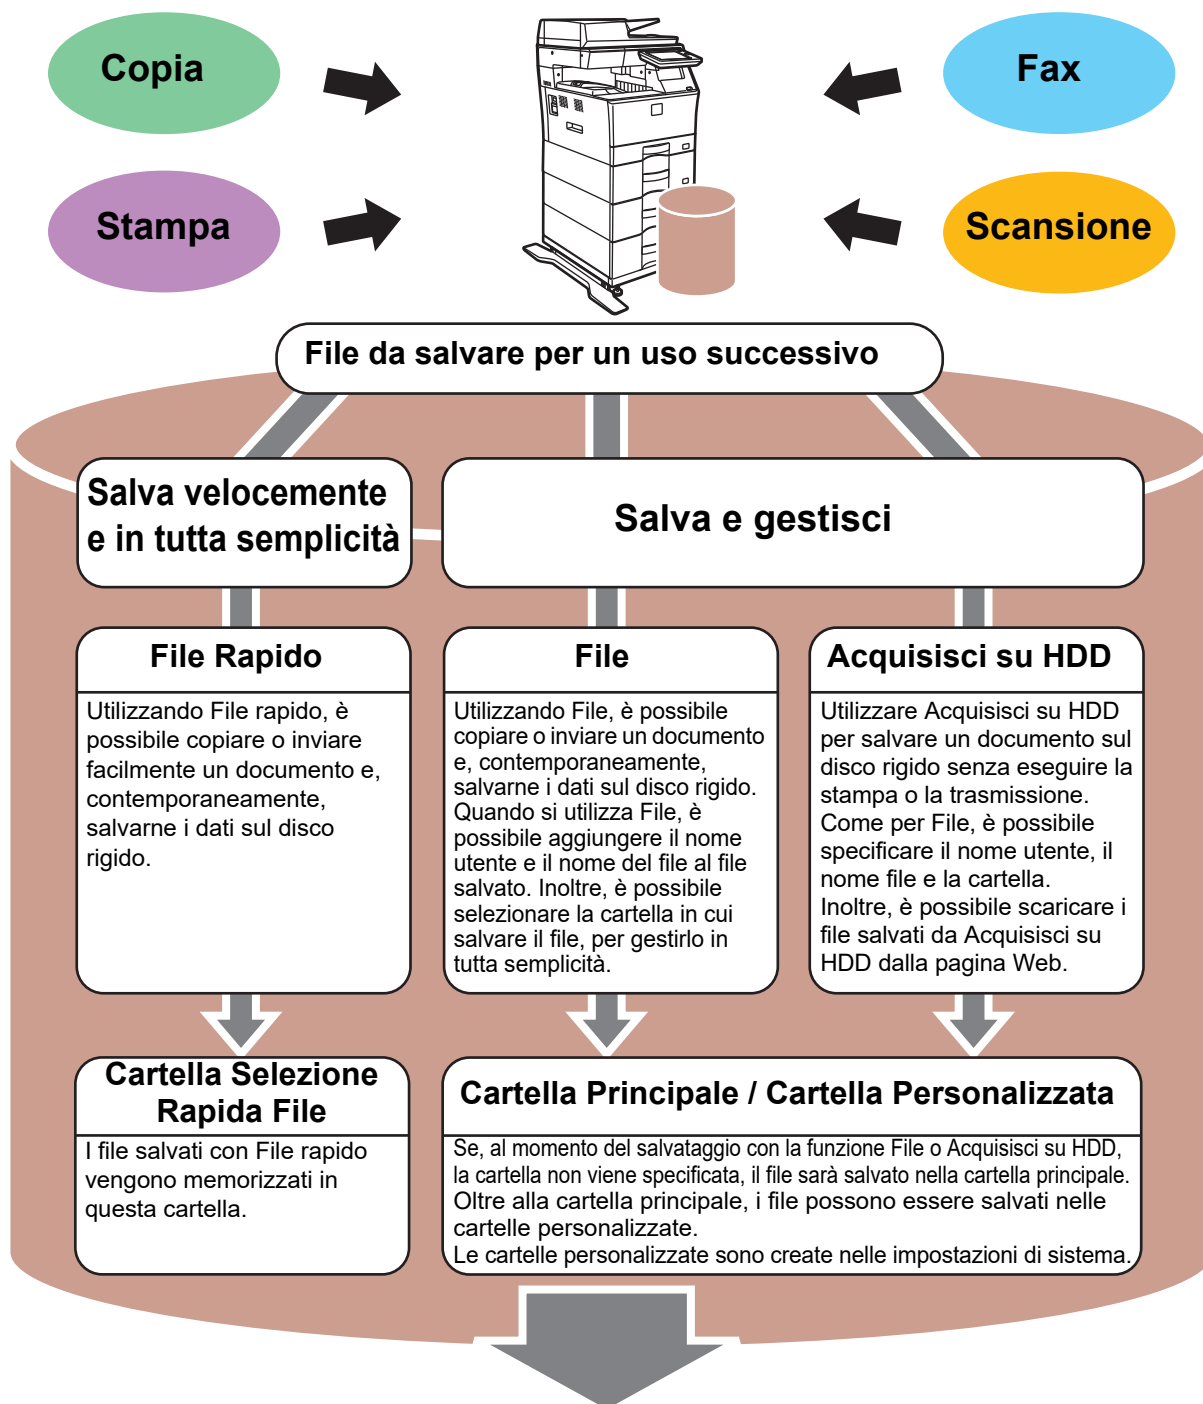 Copia
Fax
Stampa
Scansione
File da salvare per un uso successivo
Salva velocemente
e in tutta semplicità
Salva e gestisci
File Rapido
Utilizzando File rapido, è
possibile copiare o inviare
facilmente un documento e,
contemporaneamente,
salvarne i dati sul disco
rigido.
File
Utilizzando File, è possibile
copiare o inviare un documento
e, contemporaneamente,
salvarne i dati sul disco rigido.
Quando si utilizza File, è
possibile aggiungere il nome
utente e il nome del file al file
salvato. Inoltre, è possibile
selezionare la cartella in cui
salvare il file, per gestirlo in
tutta semplicità.
Acquisisci su HDD
Utilizzare Acquisisci su HDD
per salvare un documento sul
disco rigido senza eseguire la
stampa o la trasmissione.
Come per File, è possibile
specificare il nome utente, il
nome file e la cartella.
Inoltre, è possibile scaricare i
file salvati da Acquisisci su
HDD dalla pagina Web.
Cartella Selezione
Rapida File
I file salvati con File rapido
vengono memorizzati in
questa cartella.
Cartella Principale / Cartella Personalizzata
Se, al momento del salvataggio con la funzione File o Acquisisci su HDD,
la cartella non viene specificata, il file sarà salvato nella cartella principale.
Oltre alla cartella principale, i file possono essere salvati nelle
cartelle personalizzate.
Le cartelle personalizzate sono create nelle impostazioni di sistema.